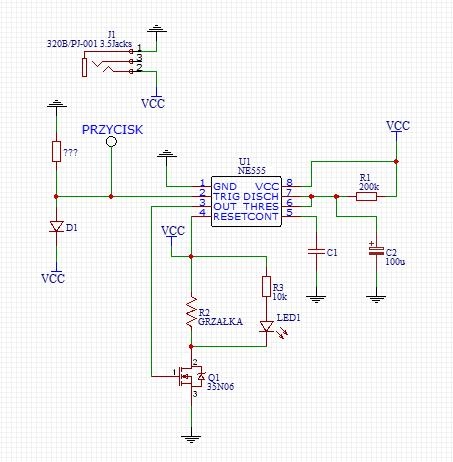 J1
320B/PJ-001 3.5Jacks
1
3
2
VCC
PRZYCISK
???
D1
VCC
U1
NE555
1 GND VCC 8
2 TRIG DISCH 7
3 OUT THRES 6
4 RESET CONT 5
VCC
R1
200k
C1
C2
100u
VCC
R3
10k
R2
GRZAŁKA
LED1
Q1
35N06
2
1
3